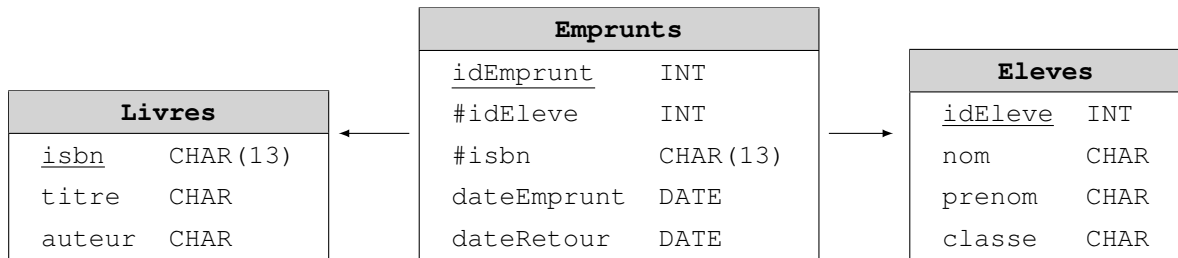 Livres
isbn CHAR(13)
titre CHAR
auteur CHAR
Emprunts
idEmprunt INT
#idEleve INT
#isbn CHAR(13)
dateEmprunt DATE
dateRetour DATE
Eleves
idEleve INT
nom CHAR
prenom CHAR
classe CHAR